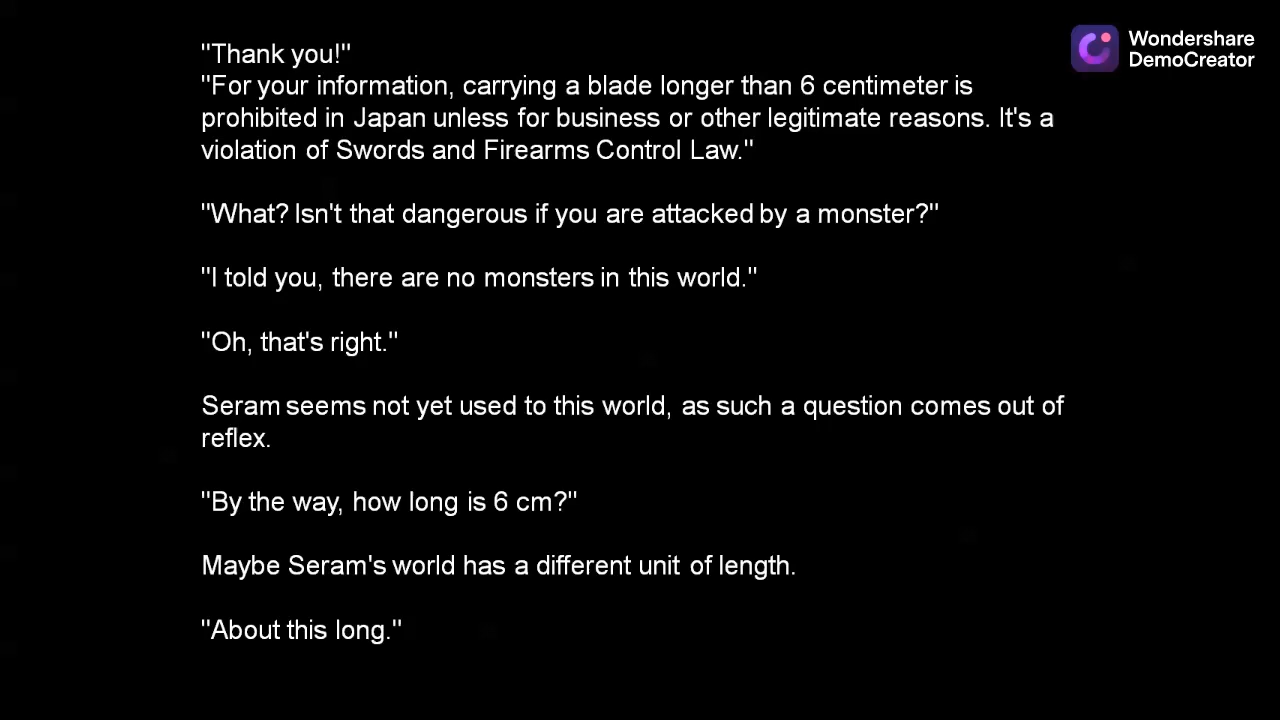 "Thank you!"
"For your information, carrying a blade longer than 6 centimeter is
prohibited in Japan unless for business or other legitimate reasons. It's a
violation of Swords and Firearms Control Law."
"What? Isn't that dangerous if you are attacked by a monster?"
"I told you, there are no monsters in this world."
"Oh, that's right."
Seram seems not yet used to this world, as such a question comes out of
reflex.
"By the way, how long is 6 cm?"
Maybe Seram's world has a different unit of length.
"About this long."
Wondershare
DemoCreator